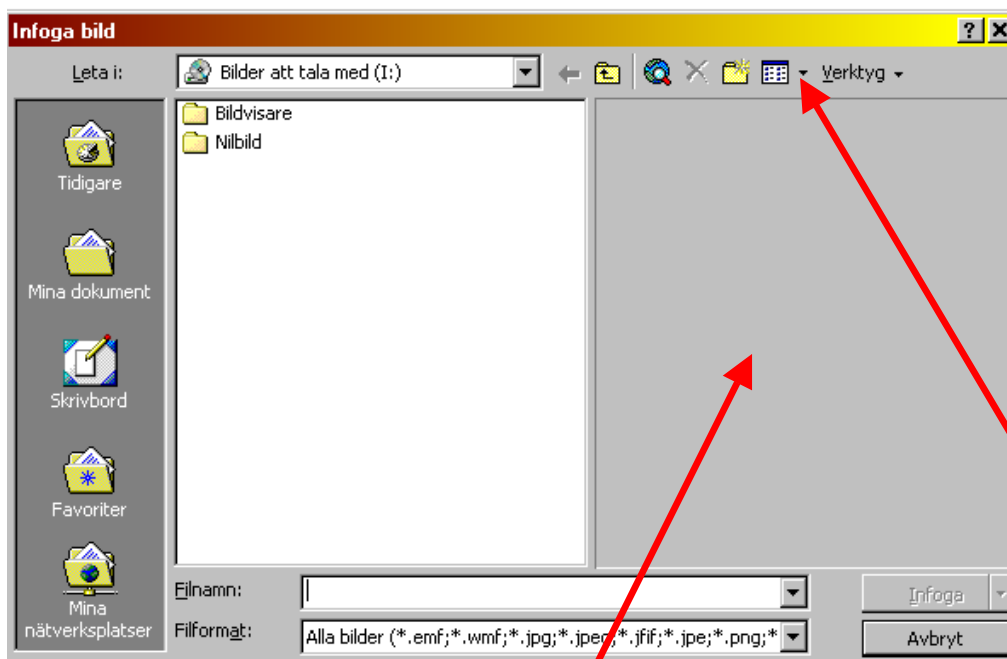 Infoga bild
Leta i: Bilder att tala med (I:) Verktyg
Bildvisare
Nilbild
Tidigare
Mina dokument
Skrivbord
Favoriter
Mina nätverksplatser
Filnamn:
Infoga
Filformat: Alla bilder (*.emf;*.wmf;*.jpg;*.jpeg;*.jfif;*.jpe;*.png;*
Avbryt